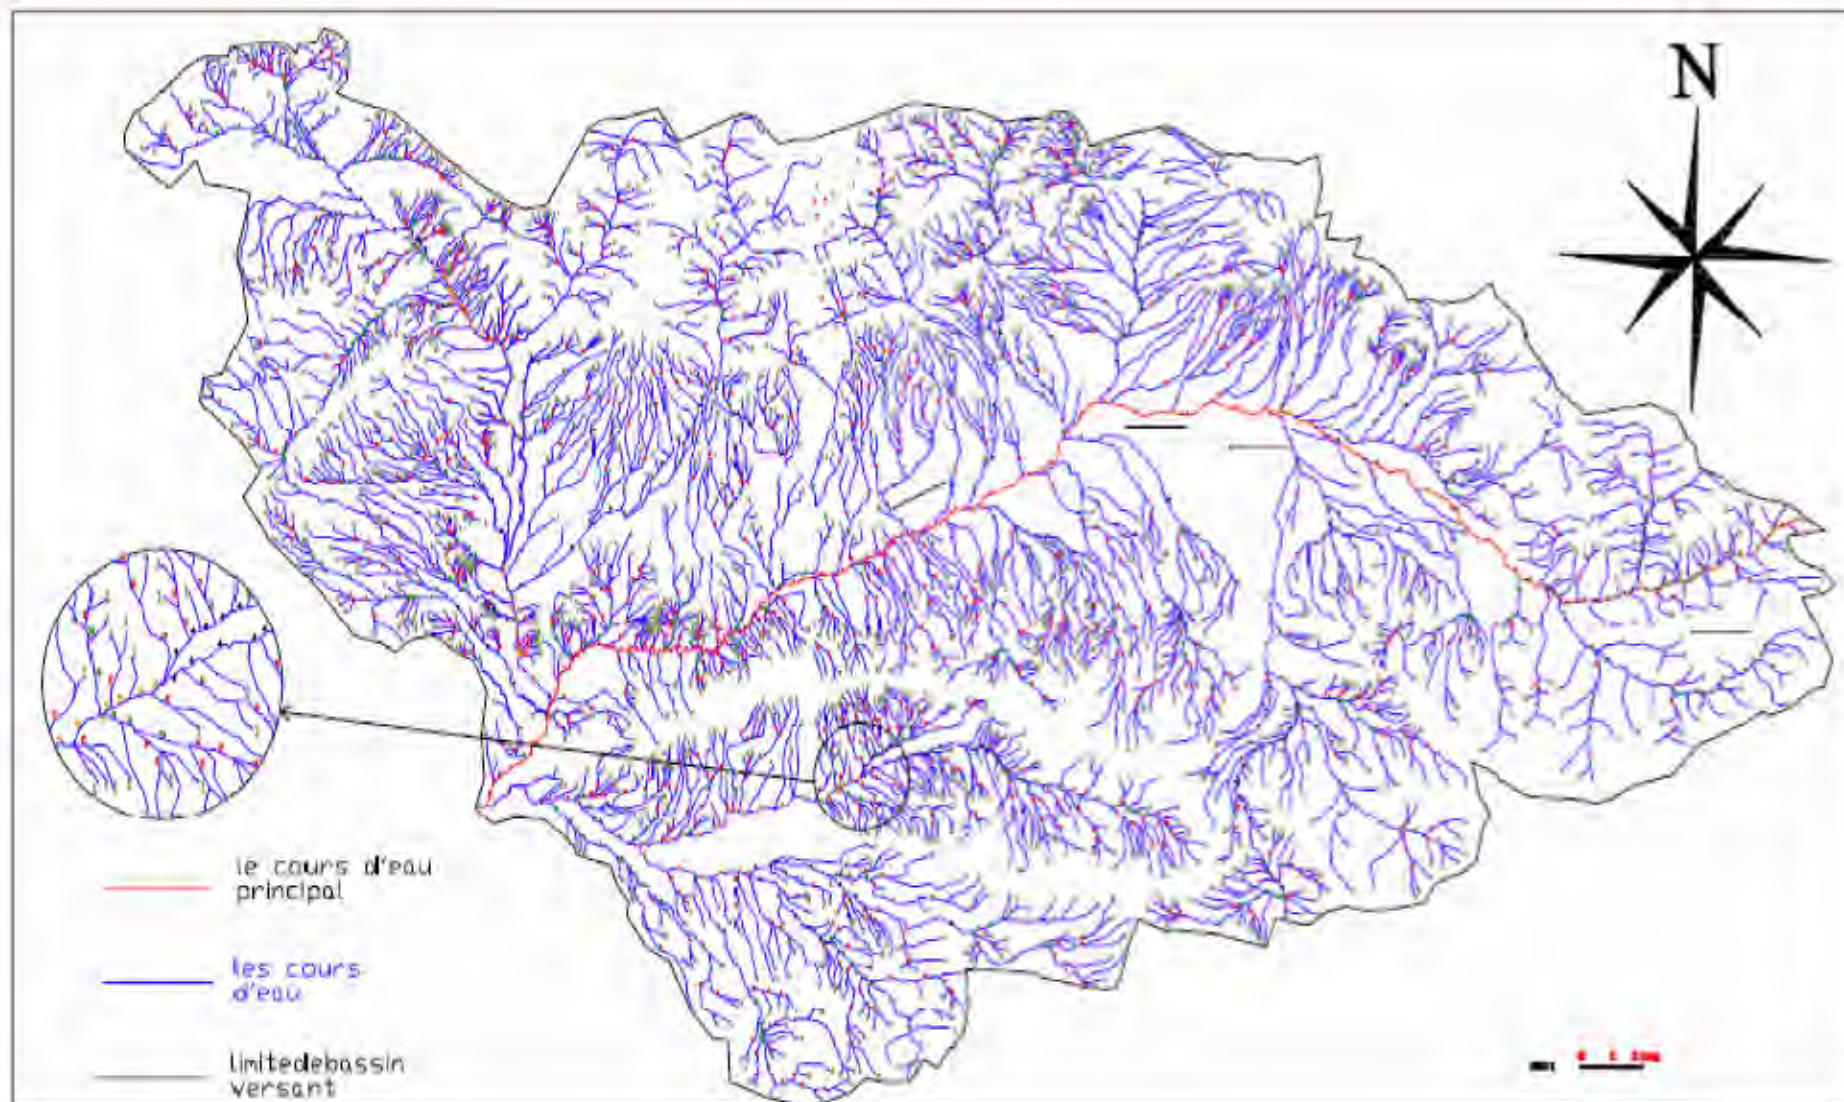 N
le cours d'eau
principal
les cours
d'eau
limitedebassin
versant